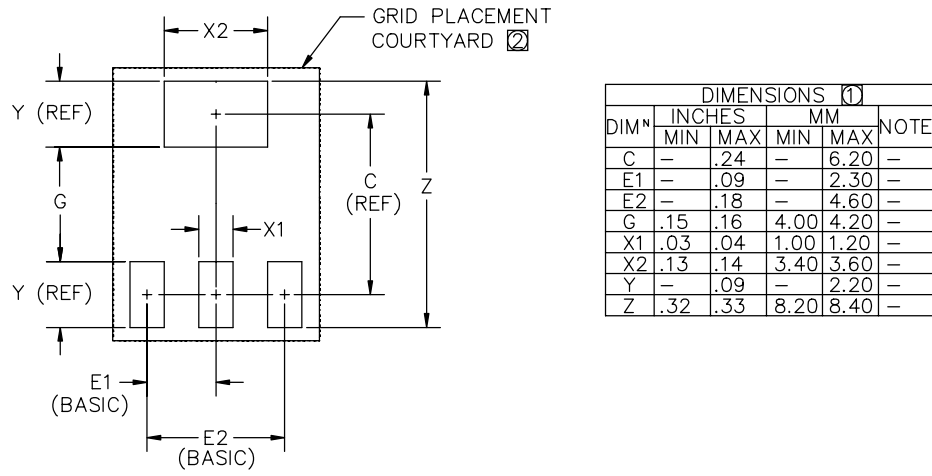 GRID PLACEMENT
COURTYARD 2
X2
Y (REF)
G
C
(REF)
Z
X1
Y (REF)
E1
(BASIC)
E2
(BASIC)
DIMENSIONS 1
DIMN INCHES MM NOTE
MIN MAX MIN MAX
C – .24 – 6.20 –
E1 – .09 – 2.30 –
E2 – .18 – 4.60 –
G .15 .16 4.00 4.20 –
X1 .03 .04 1.00 1.20 –
X2 .13 .14 3.40 3.60 –
Y – .09 – 2.20 –
Z .32 .33 8.20 8.40 –